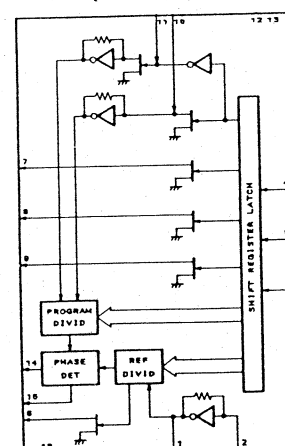 11 10
12 13
7
8
9
SHIFT REGISTER LATCH
PROGRAM
DIVID
14
PHASE
DET
REF
DIVID
15
6
1
2